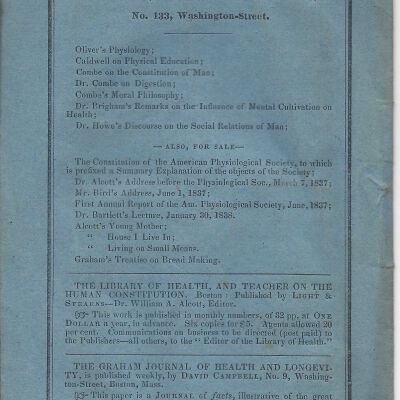 No. 133, Washington-Street.
Oliver's Physiology;
Caldwell on Physical Education;
Combe on the Constitution of Man;
Dr. Combe on Digestion;
Combe's Moral Philosophy;
Dr. Brigham's Remarks on the Influence of Mental Cultivation on
Health;
Dr. Howe's Discourse on the Social Relations of Man;
—ALSO, FOR SALE—
The Constitution of the American Physiological Society, to which
is prefixed a Summary Explanation of the objects of the Society;
Dr. Alcott's Address before the Physiological Soc., March 7, 1837;
Mr. Bird's Address, June 1, 1837;
First Annual Report of the Am. Physiological Society, June, 1837;
Dr. Bartlett's Lecture, January 30, 1838.
Alcott's Young Mother;
" House I Live In;
" Living on Small Means.
Graham's Treatise on Bread Making.
THE LIBRARY OF HEALTH, AND TEACHER ON THE
HUMAN CONSTITUTION. Boston: Published by LIGHT &
STEARNS—Dr. William A. Alcott, Editor.
☞ This work is published in monthly numbers, of 32 pp. at ONE
DOLLAR a year, in advance. Six copies for $5. Agents allowed 20
per cent. Communications on business to be directed (post paid) to
the Publishers—all others, to the "Editor of the Library of Health."
THE GRAHAM JOURNAL OF HEALTH AND LONGEVI-
TY, is published weekly, by DAVID CAMPBELL, No. 9, Washing-
ton-Street, Boston, Mass.
☞ This paper is a JOURNAL of facts, illustrative of the great